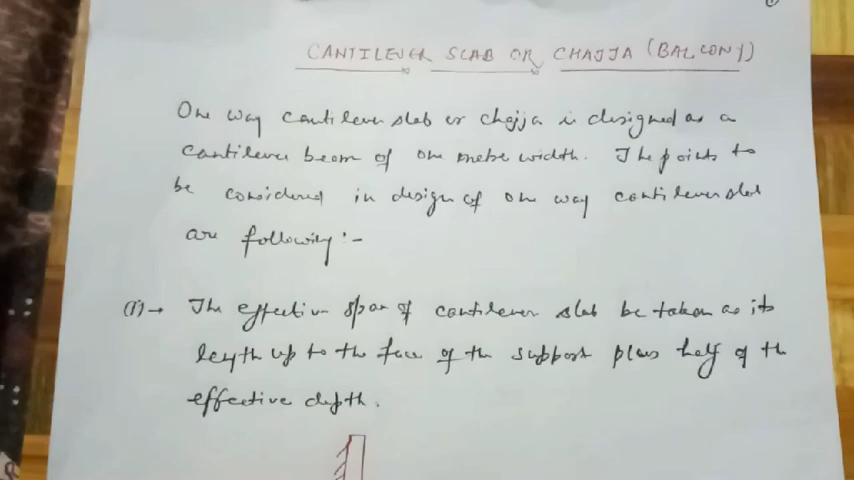 CANTILEVER SLAB OR CHAJJA (BALCONY)
One way cantilever slab or chajja is designed as a
cantilever beam of one metre width. The points to
be considered in design of one way cantilever slab
are following :-
(i) → The effective span of cantilever slab be taken as its
length up to the face of the support plus half of the
effective depth.